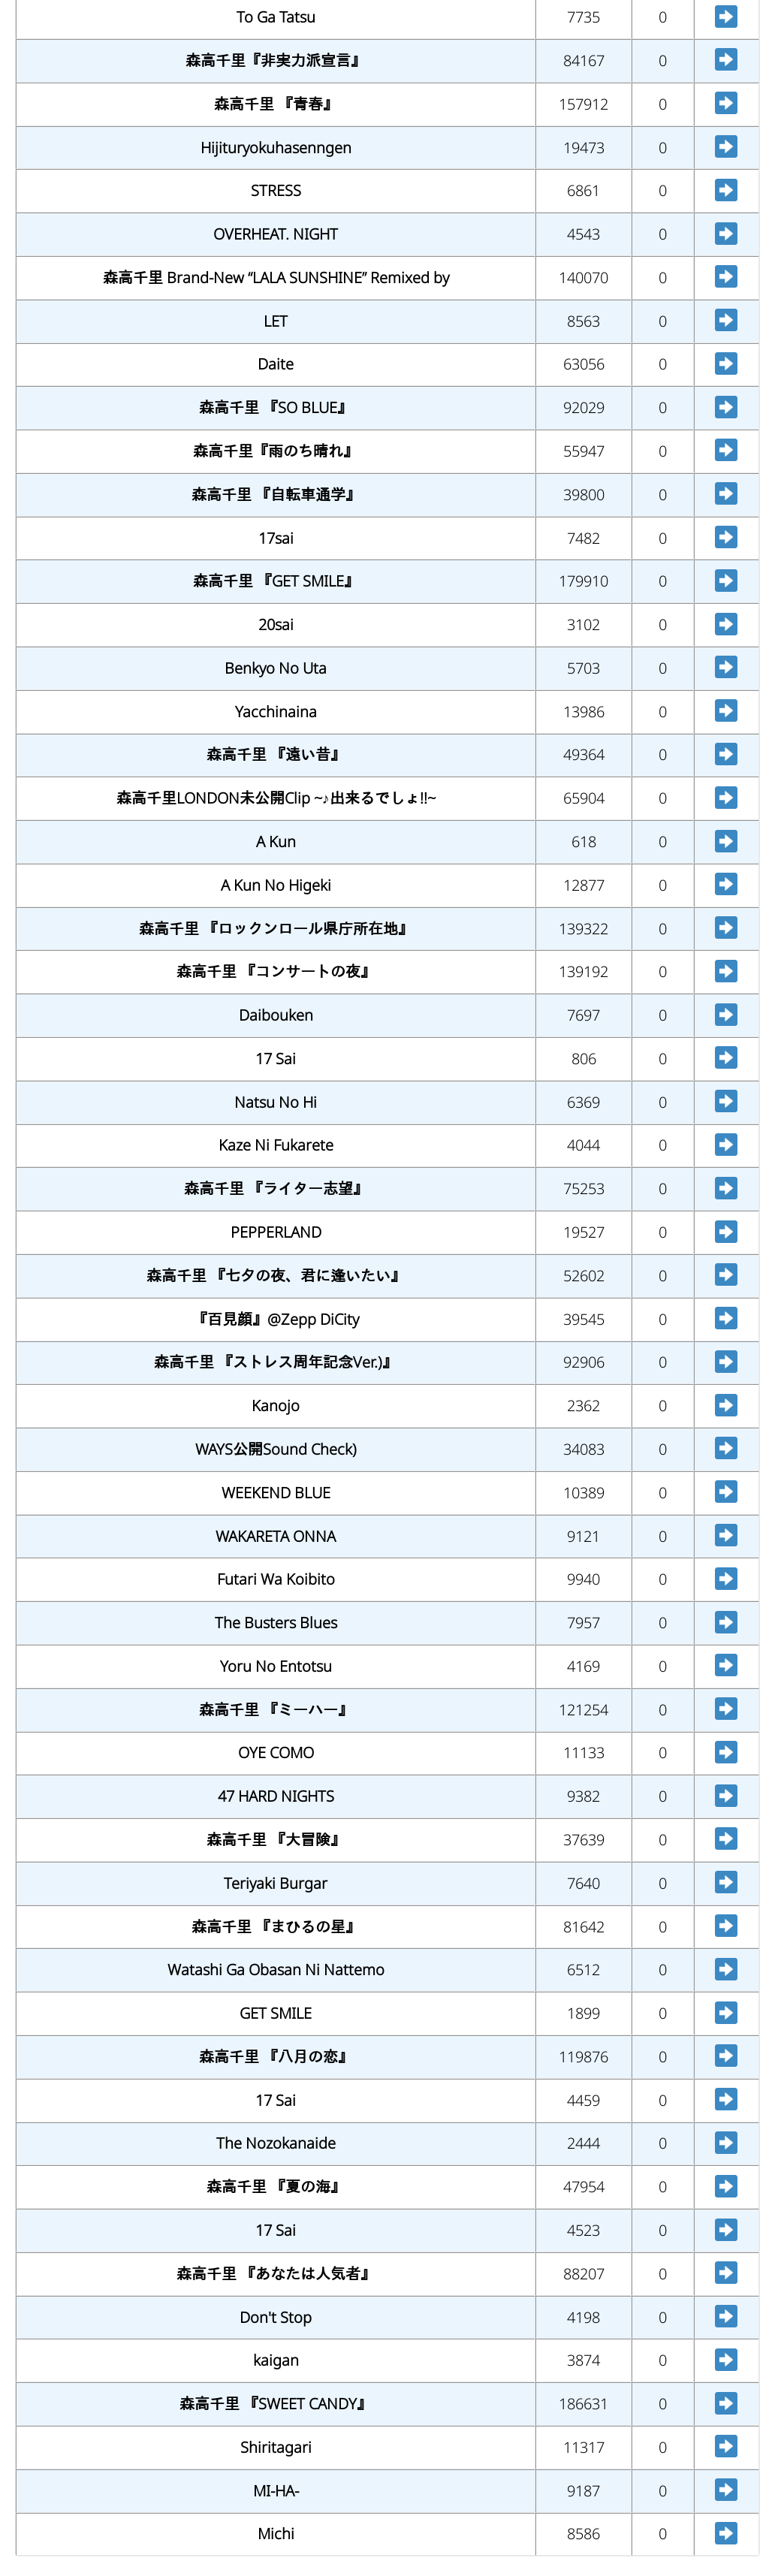 To Ga Tatsu 7735 0
森高千里『非実力派宣言』 84167 0
森高千里 『青春』 157912 0
Hijituryokuhasenngen 19473 0
STRESS 6861 0
OVERHEAT. NIGHT 4543 0
森高千里 Brand-New “LALA SUNSHINE” Remixed by 140070 0
LET 8563 0
Daite 63056 0
森高千里 『SO BLUE』 92029 0
森高千里『雨のち晴れ』 55947 0
森高千里 『自転車通学』 39800 0
17sai 7482 0
森高千里 『GET SMILE』 179910 0
20sai 3102 0
Benkyo No Uta 5703 0
Yacchinaina 13986 0
森高千里 『遠い昔』 49364 0
森高千里LONDON未公開Clip ~♪出来るでしょ!!~ 65904 0
A Kun 618 0
A Kun No Higeki 12877 0
森高千里 『ロックンロール県庁所在地』 139322 0
森高千里 『コンサートの夜』 139192 0
Daibouken 7697 0
17 Sai 806 0
Natsu No Hi 6369 0
Kaze Ni Fukarete 4044 0
森高千里 『ライター志望』 75253 0
PEPPERLAND 19527 0
森高千里 『七夕の夜、君に逢いたい』 52602 0
『百見顔』@Zepp DiCity 39545 0
森高千里 『ストレス周年記念Ver.)』 92906 0
Kanojo 2362 0
WAYS公開Sound Check) 34083 0
WEEKEND BLUE 10389 0
WAKARETA ONNA 9121 0
Futari Wa Koibito 9940 0
The Busters Blues 7957 0
Yoru No Entotsu 4169 0
森高千里 『ミーハー』 121254 0
OYE COMO 11133 0
47 HARD NIGHTS 9382 0
森高千里 『大冒険』 37639 0
Teriyaki Burgar 7640 0
森高千里 『まひるの星』 81642 0
Watashi Ga Obasan Ni Nattemo 6512 0
GET SMILE 1899 0
森高千里 『八月の恋』 119876 0
17 Sai 4459 0
The Nozokanaide 2444 0
森高千里 『夏の海』 47954 0
17 Sai 4523 0
森高千里 『あなたは人気者』 88207 0
Don't Stop 4198 0
kaigan 3874 0
森高千里 『SWEET CANDY』 186631 0
Shiritagari 11317 0
MI-HA- 9187 0
Michi 8586 0